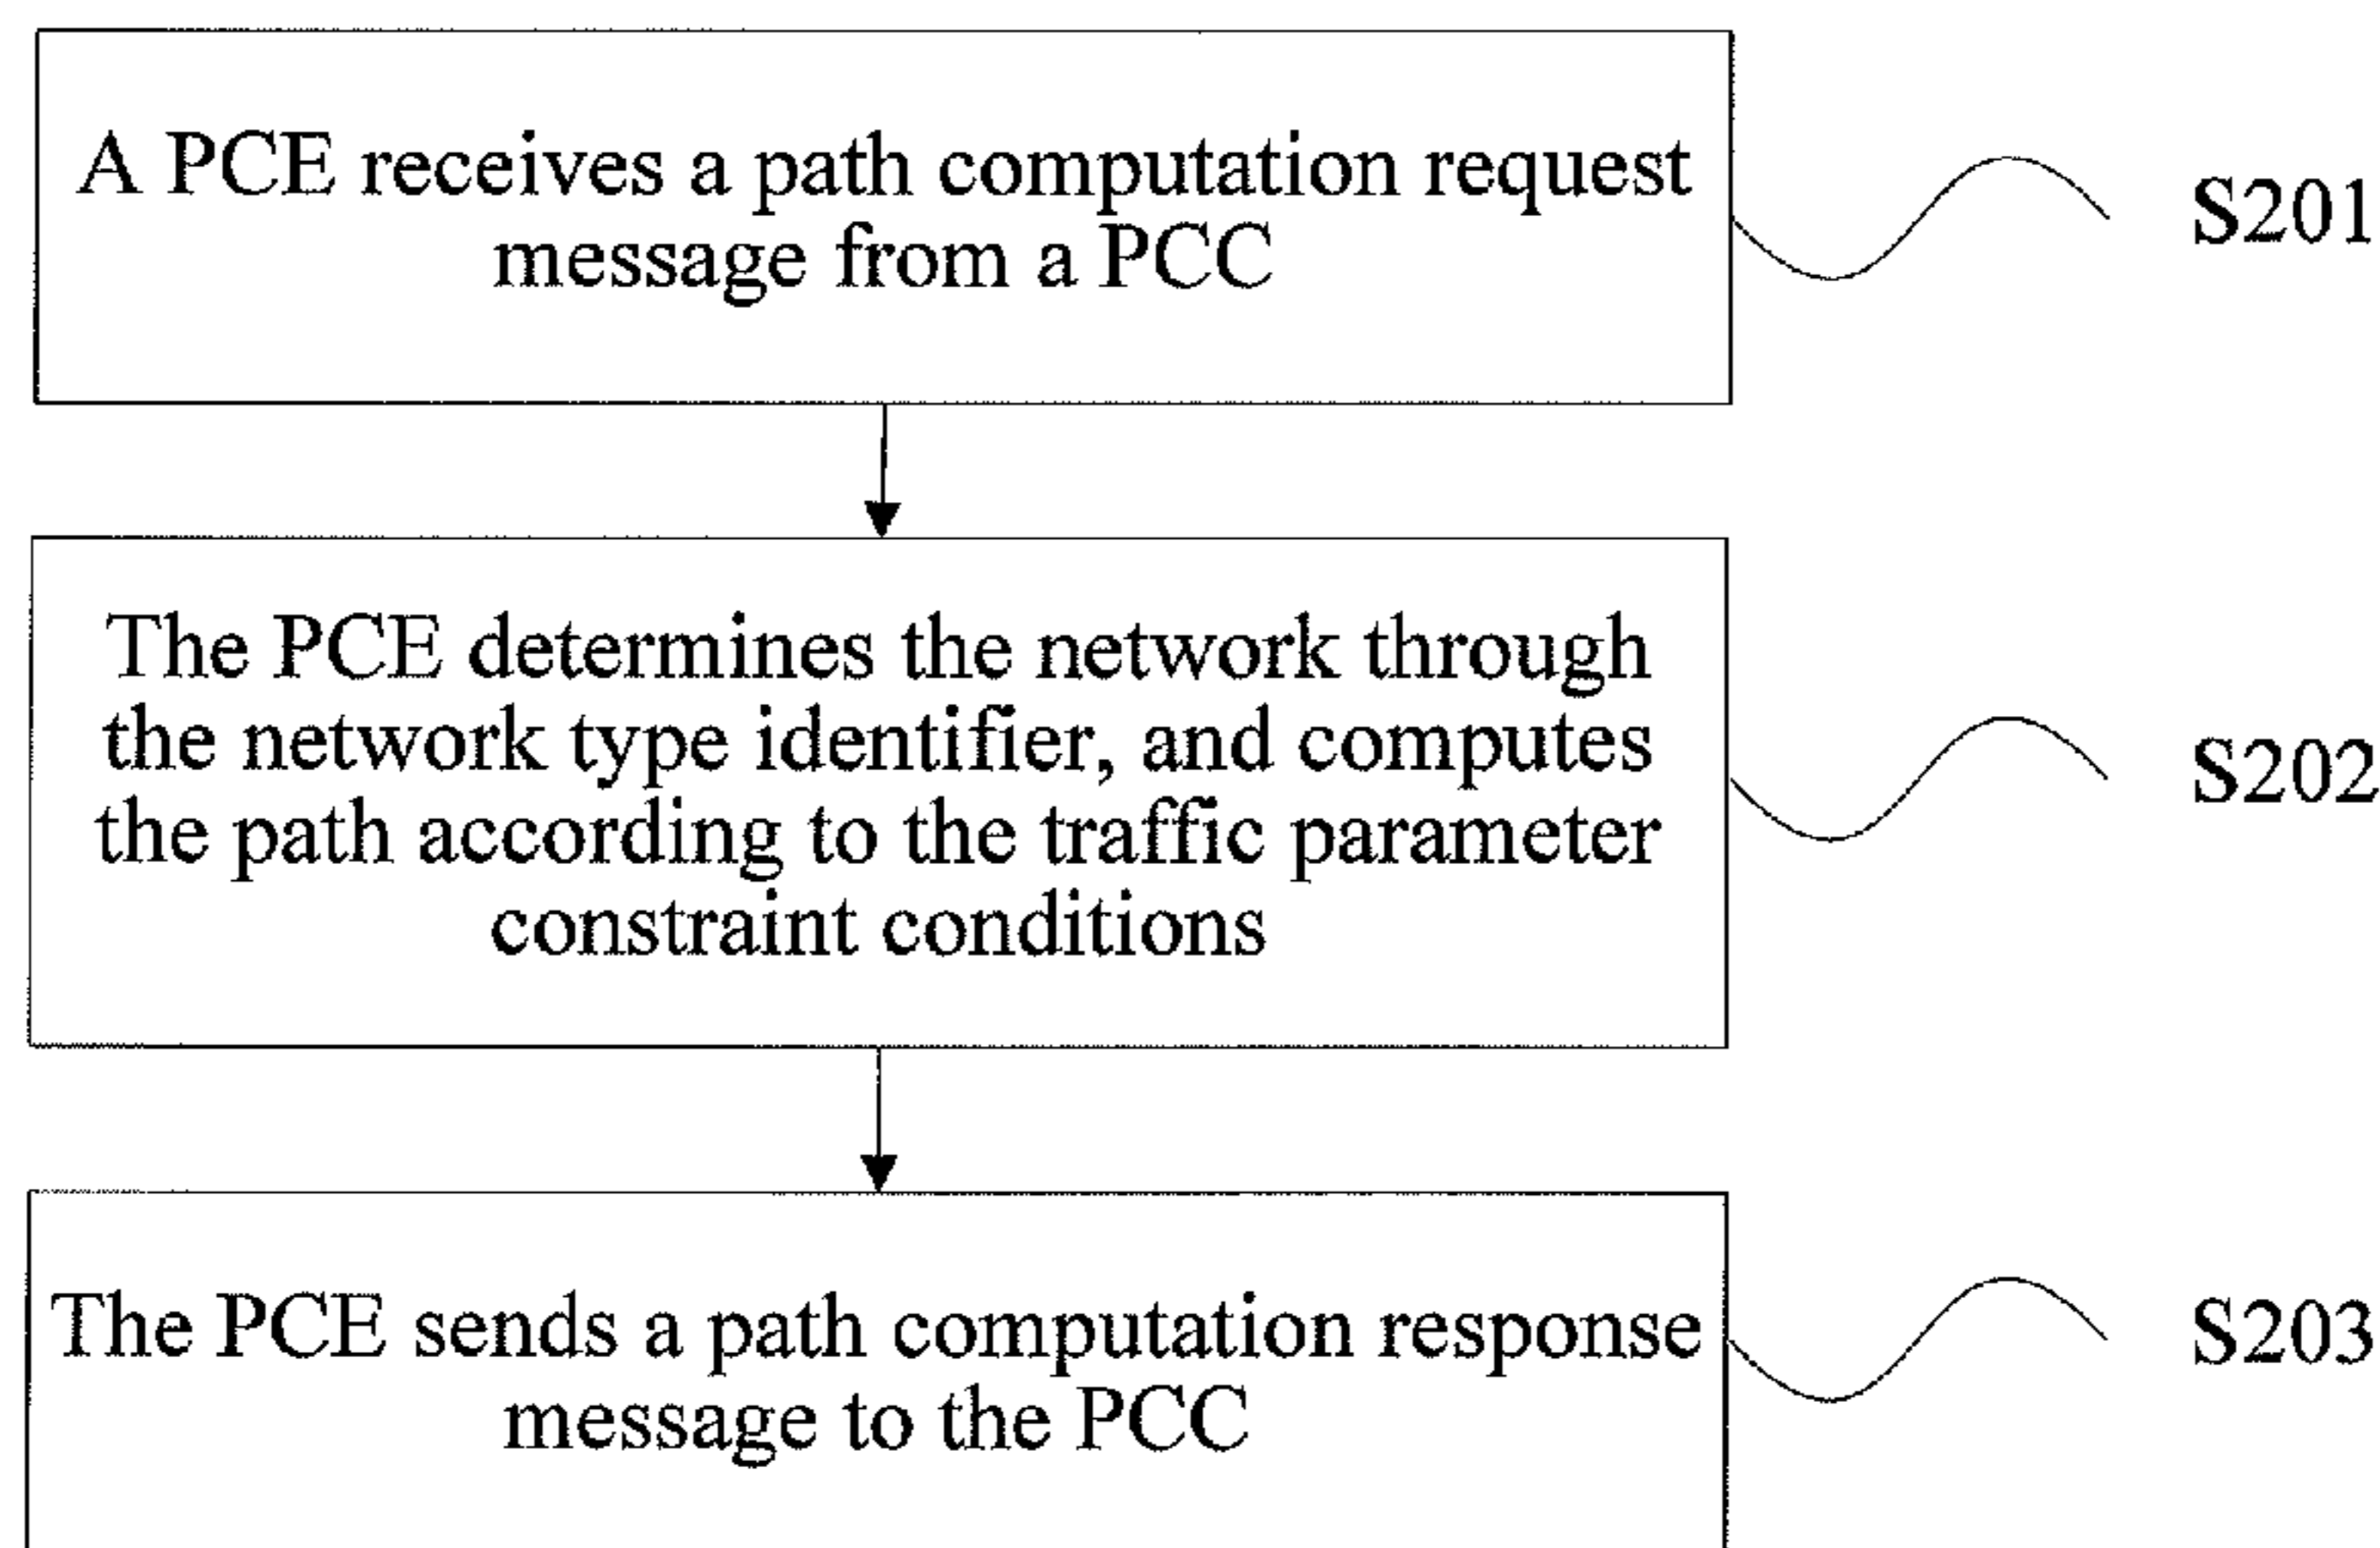 A PCE receives a path computation request
message from a PCC
S201
The PCE determines the network through
the network type identifier, and computes
the path according to the traffic parameter
constraint conditions
S202
The PCE sends a path computation response
message to the PCC
S203